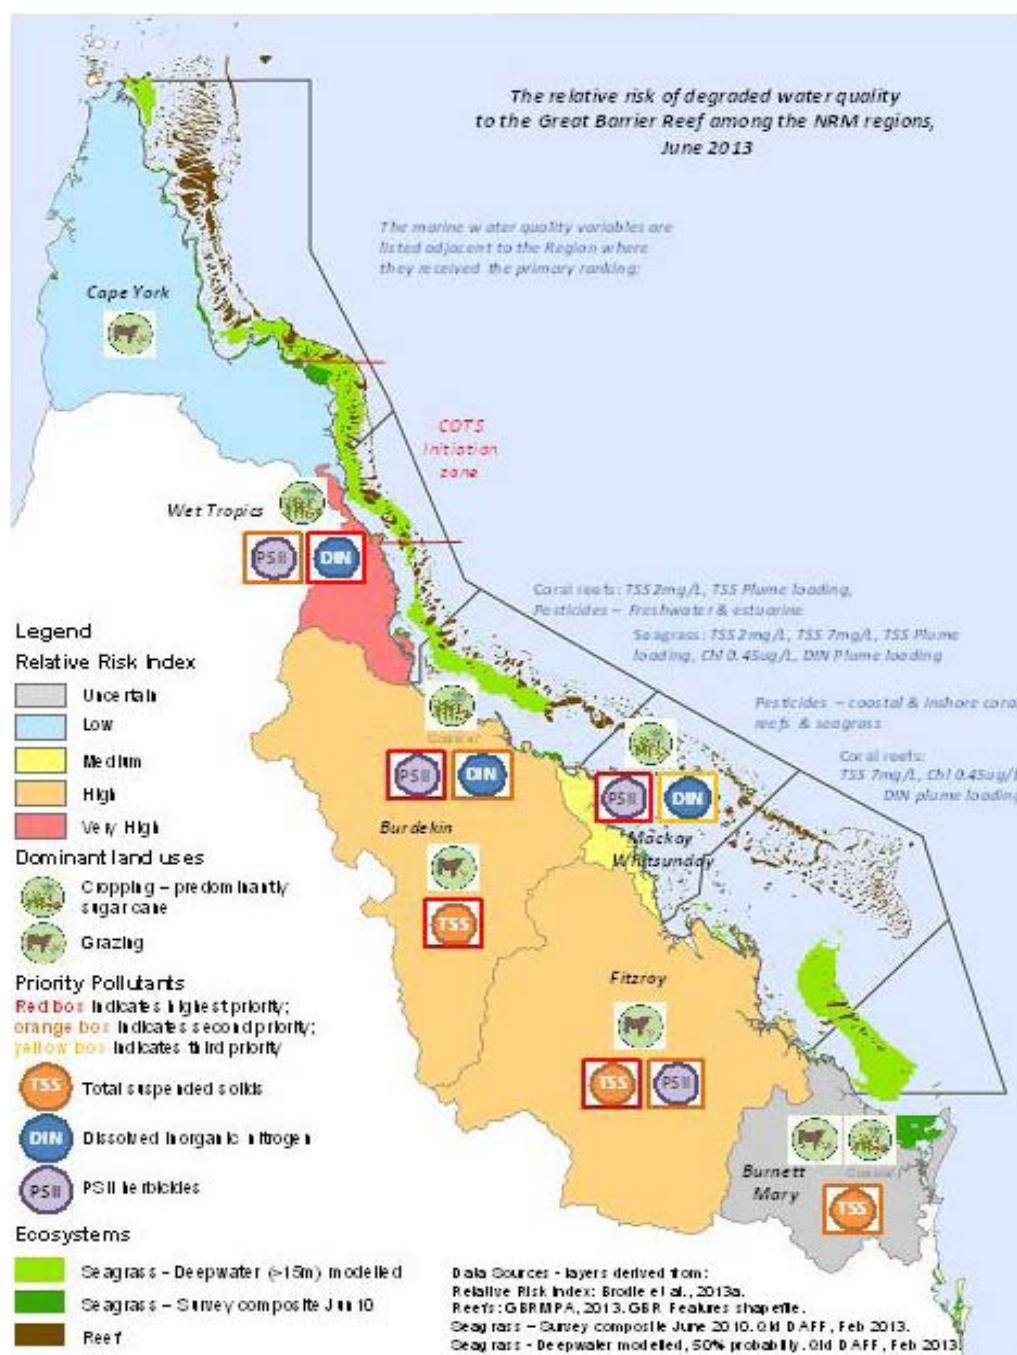 The relative risk of degraded water quality
to the Great Barrier Reef among the NRM regions,
June 2013
The marine water quality variables are
listed adjacent to the Region where
they received the primary ranking:
Cape York
COTS
Initiation
zone
Wet Tropics
PSII
DIN
Coral reefs: TSS 2mg/L, TSS Plume loading,
Pesticides – Freshwater & estuarine
Seagrass: TSS 2mg/L, TSS 7mg/L, TSS Plume
loading, Chl 0.45ug/L, DIN Plume loading
Pesticides – coastal & inshore cora
reefs & seagrass
Coral reefs:
TSS 7mg/L, Chl 0.45ug/L
DIN plume loading
Coastal
PSII
DIN
PSII
DIN
Burdekin
Mackay
Whitsunday
TSS
Fitzroy
TSS
PSII
Burnett
Mary
Coastal
TSS
Legend
Relative Risk Index
Uncertain
Low
Medium
High
Very High
Dominant land uses
Cropping – predominantly
sugar cane
Grazing
Priority Pollutants
Red box indicates highest priority;
orange box indicates second priority;
yellow box indicates third priority
TSS Total suspended solids
DIN Dissolved inorganic nitrogen
PSII PSII herbicides
Ecosystems
Seagrass – Deepwater (>15m) modelled
Seagrass – Survey composite Jun 10
Reef
Data Sources - layers derived from:
Relative Risk Index: Brodie et al., 2013a.
Reefs: GBRMPA, 2013. GBR Features shapefile.
Seagrass – Survey composite June 2010. Qld DAFF, Feb 2013.
Seagrass - Deepwater modelled, 50% probability. Qld DAFF, Feb 2013.